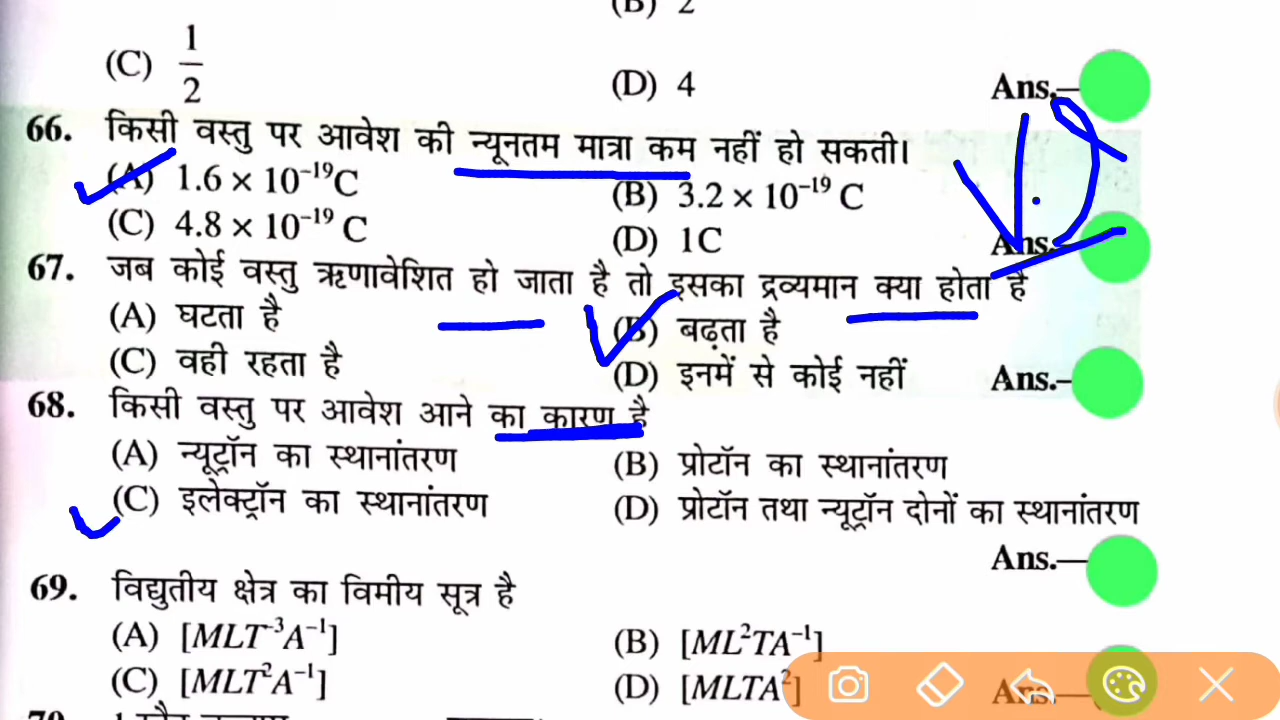 (B) 2
(C) 1/2
(D) 4 Ans.–
66. किसी वस्तु पर आवेश की न्यूनतम मात्रा कम नहीं हो सकती।
(A) 1.6 × 10⁻¹⁹C (B) 3.2 × 10⁻¹⁹ C
(C) 4.8 × 10⁻¹⁹ C (D) 1C Ans.
67. जब कोई वस्तु ऋणावेशित हो जाता है तो इसका द्रव्यमान क्या होता है
(A) घटता है (B) बढ़ता है
(C) वही रहता है (D) इनमें से कोई नहीं Ans.–
68. किसी वस्तु पर आवेश आने का कारण है
(A) न्यूट्रॉन का स्थानांतरण (B) प्रोटॉन का स्थानांतरण
(C) इलेक्ट्रॉन का स्थानांतरण (D) प्रोटॉन तथा न्यूट्रॉन दोनों का स्थानांतरण
Ans.—
69. विद्युतीय क्षेत्र का विमीय सूत्र है
(A) [MLT⁻³A⁻¹] (B) [ML²TA⁻¹]
(C) [MLT²A⁻¹] (D) [MLTA²] Ans.—
70.